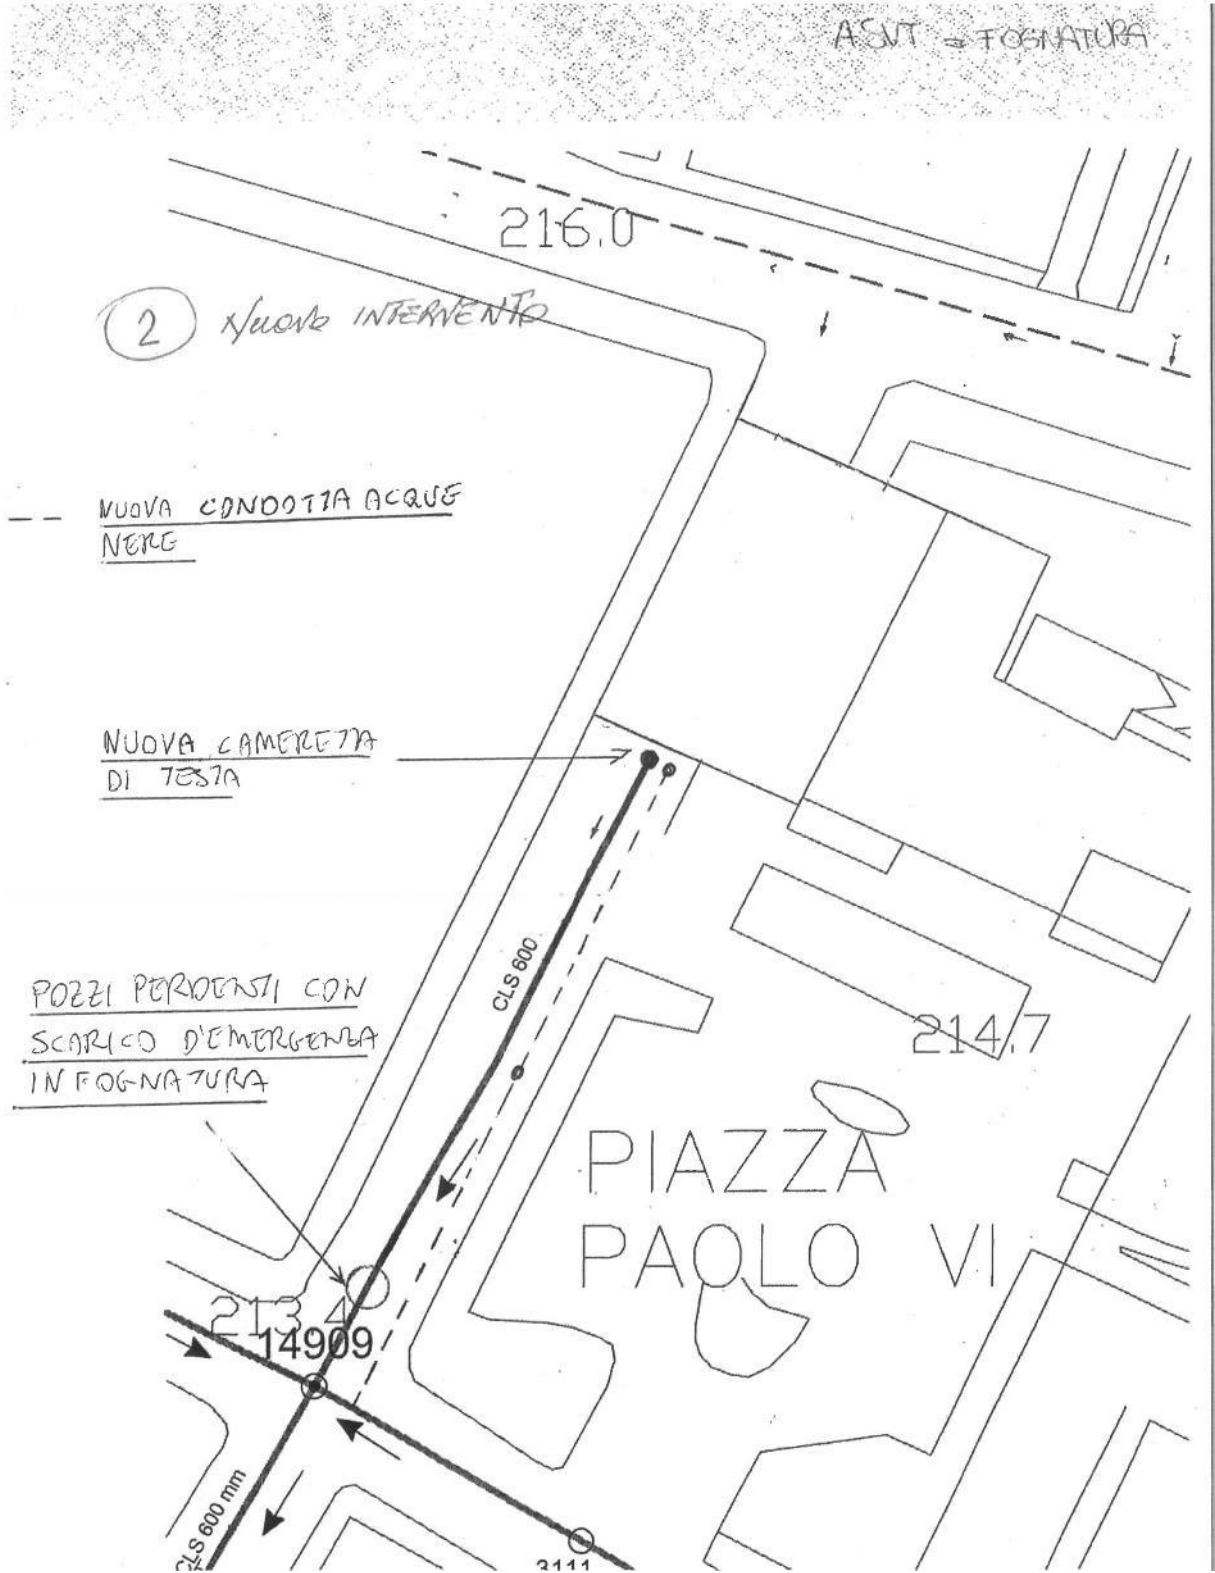 ASVT = FOGNATURA
216.0
2 Nuovo INTERVENTO
NUOVA CONDOTTA ACQUE
NERE
NUOVA CAMERETTA
DI TESTA
CLS 600
POZZI PERDENTI CON
SCARICO D'EMERGENZA
IN FOGNATURA
214.7
PIAZZA
PAOLO VI
213.4
14909
CLS 600 mm
3111